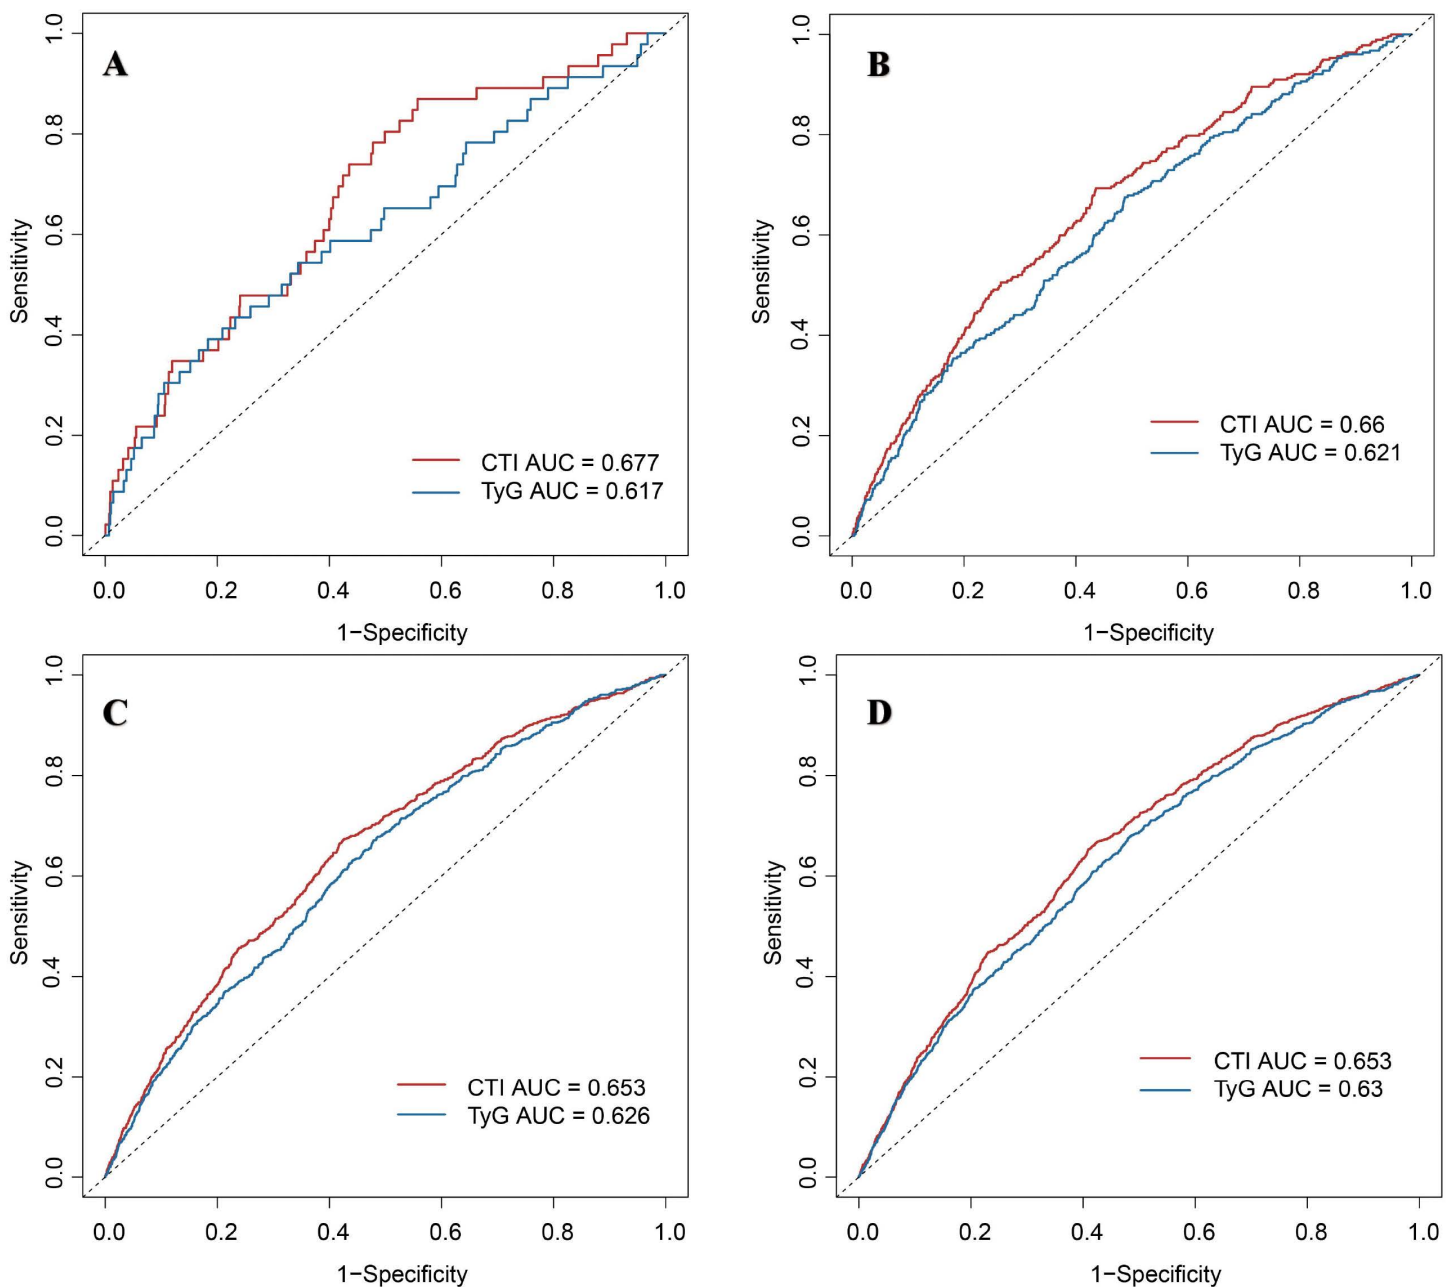 A
1.0
0.8
0.6
0.4
0.2
0.0
Sensitivity
CTI AUC = 0.677
TyG AUC = 0.617
0.0 0.2 0.4 0.6 0.8 1.0
1−Specificity
B
1.0
0.8
0.6
0.4
0.2
0.0
Sensitivity
CTI AUC = 0.66
TyG AUC = 0.621
0.0 0.2 0.4 0.6 0.8 1.0
1−Specificity
C
1.0
0.8
0.6
0.4
0.2
0.0
Sensitivity
CTI AUC = 0.653
TyG AUC = 0.626
0.0 0.2 0.4 0.6 0.8 1.0
1−Specificity
D
1.0
0.8
0.6
0.4
0.2
0.0
Sensitivity
CTI AUC = 0.653
TyG AUC = 0.63
0.0 0.2 0.4 0.6 0.8 1.0
1−Specificity